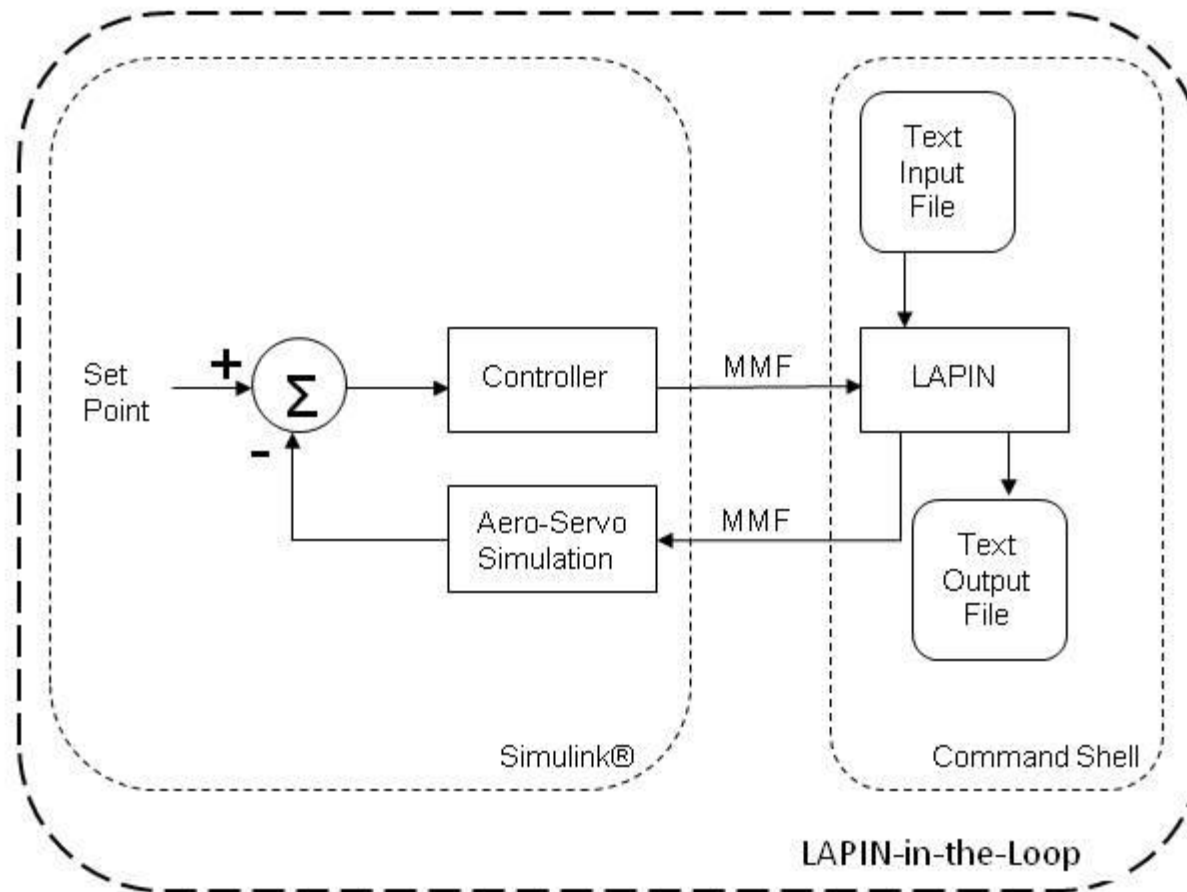 Text
Input
File
Set
Point
+
Σ
-
Controller
MMF
LAPIN
Aero-Servo
Simulation
MMF
Text
Output
File
Simulink®
Command Shell
LAPIN-in-the-Loop